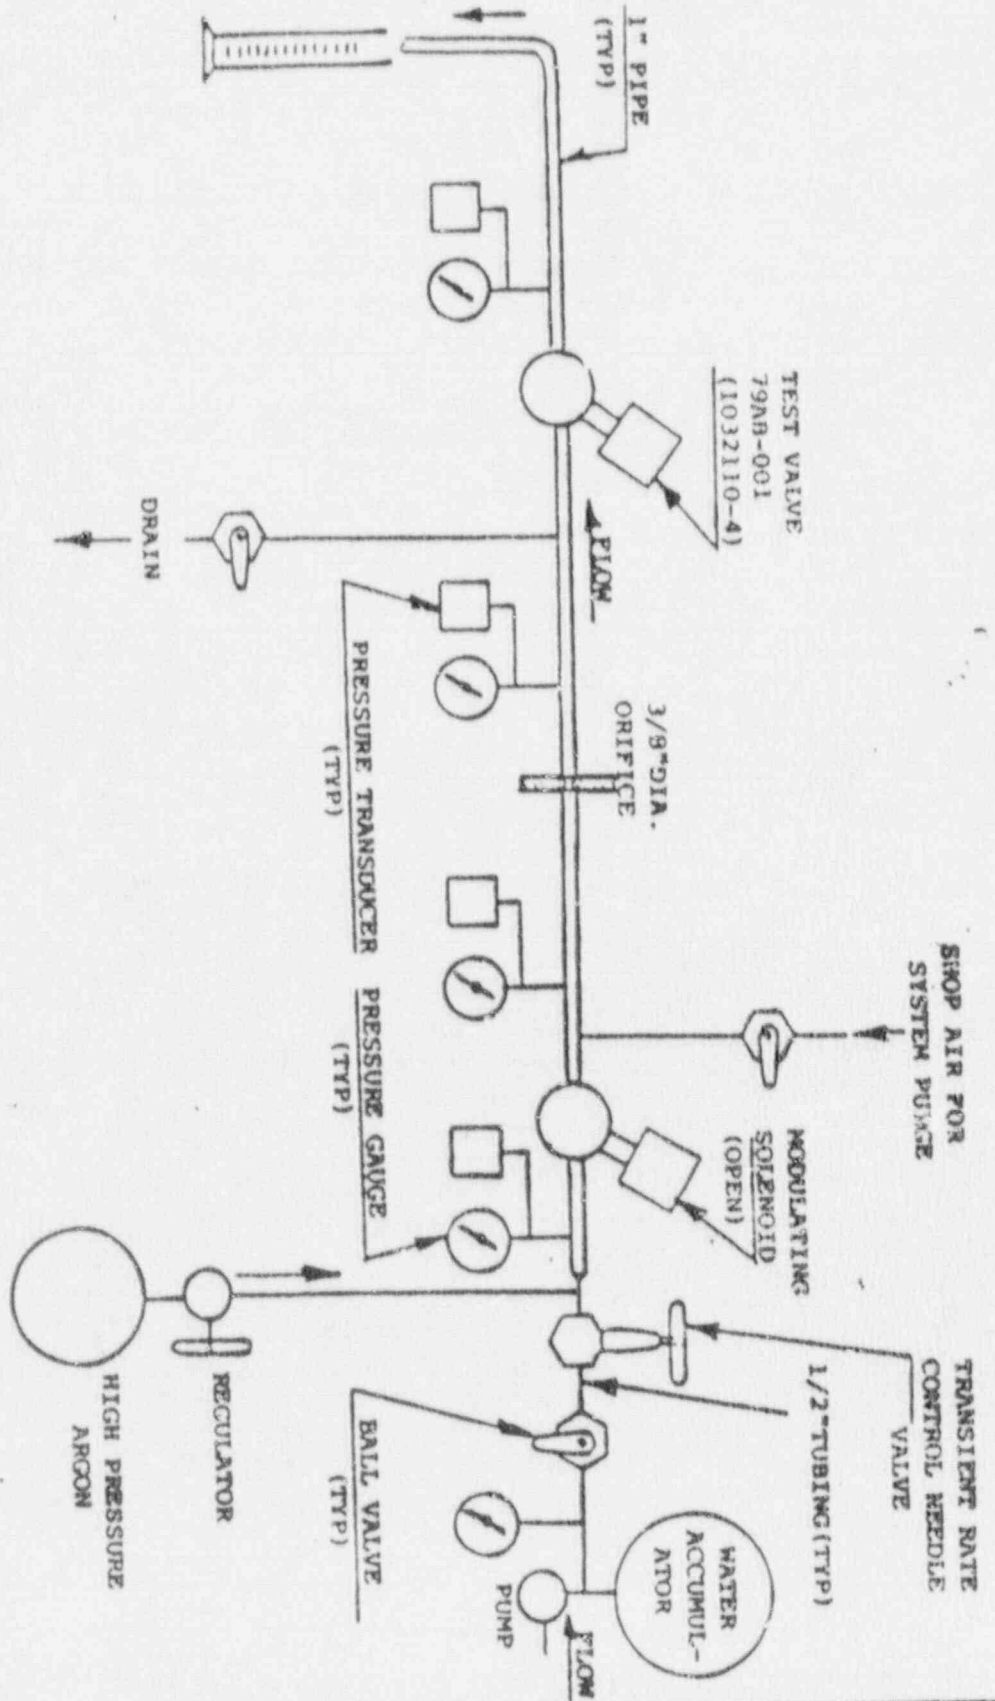 1" PIPE
(TYP)
TEST VALVE
79AB-001
(1032110-4)
FLOW
DRAIN
PRESSURE TRANSDUCER
(TYP)
3/8"DIA.
ORIFICE
SHOP AIR FOR
SYSTEM PURGE
PRESSURE GAUGE
(TYP)
MODULATING
SOLENOID
(OPEN)
TRANSIENT RATE
CONTROL NEEDLE
VALVE
1/2"TUBING(TYP)
HIGH PRESSURE
ARGON
REGULATOR
BALL VALVE
(TYP)
WATER
ACCUMUL-
ATOR
PUMP
FLOW